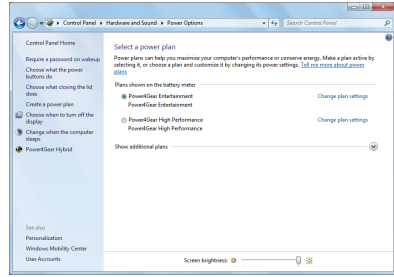 Control Panel ▸ Hardware and Sound ▸ Power Options
Search Control Panel
Control Panel Home
Require a password on wakeup
Choose what the power
buttons do
Choose what closing the lid
does
Create a power plan
Choose when to turn off the
display
Change when the computer
sleeps
Power4Gear Hybrid
See also
Personalization
Windows Mobility Center
User Accounts
Select a power plan
Power plans can help you maximize your computer's performance or conserve energy. Make a plan active by
selecting it, or choose a plan and customize it by changing its power settings. Tell me more about power
plans
Plans shown on the battery meter
Power4Gear Entertainment Change plan settings
Power4Gear Entertainment
Power4Gear High Performance Change plan settings
Power4Gear High Performance
Show additional plans
Screen brightness: